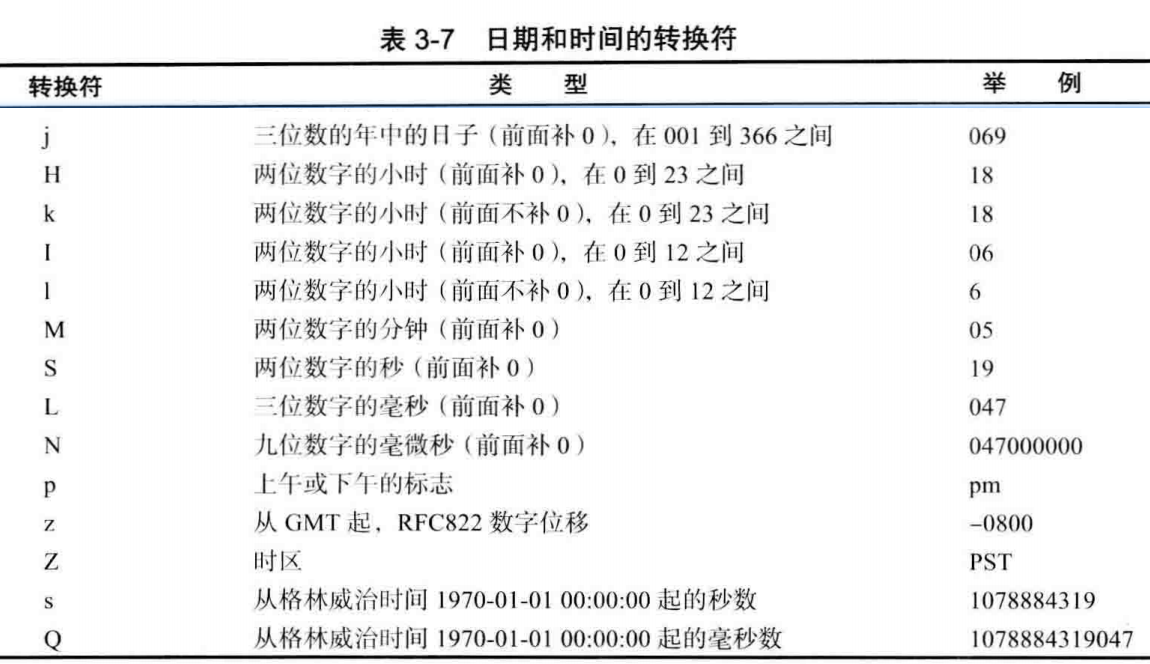 表 3-7 日期和时间的转换符
转换符 类 型 举 例
j 三位数的年中的日子（前面补 0），在 001 到 366 之间 069
H 两位数字的小时（前面补 0），在 0 到 23 之间 18
k 两位数字的小时（前面不补 0），在 0 到 23 之间 18
I 两位数字的小时（前面补 0），在 0 到 12 之间 06
l 两位数字的小时（前面不补 0），在 0 到 12 之间 6
M 两位数字的分钟（前面补 0） 05
S 两位数字的秒（前面补 0） 19
L 三位数字的毫秒（前面补 0） 047
N 九位数字的毫微秒（前面补 0） 047000000
p 上午或下午的标志 pm
z 从 GMT 起，RFC822 数字位移 –0800
Z 时区 PST
s 从格林威治时间 1970-01-01 00:00:00 起的秒数 1078884319
Q 从格林威治时间 1970-01-01 00:00:00 起的毫秒数 1078884319047